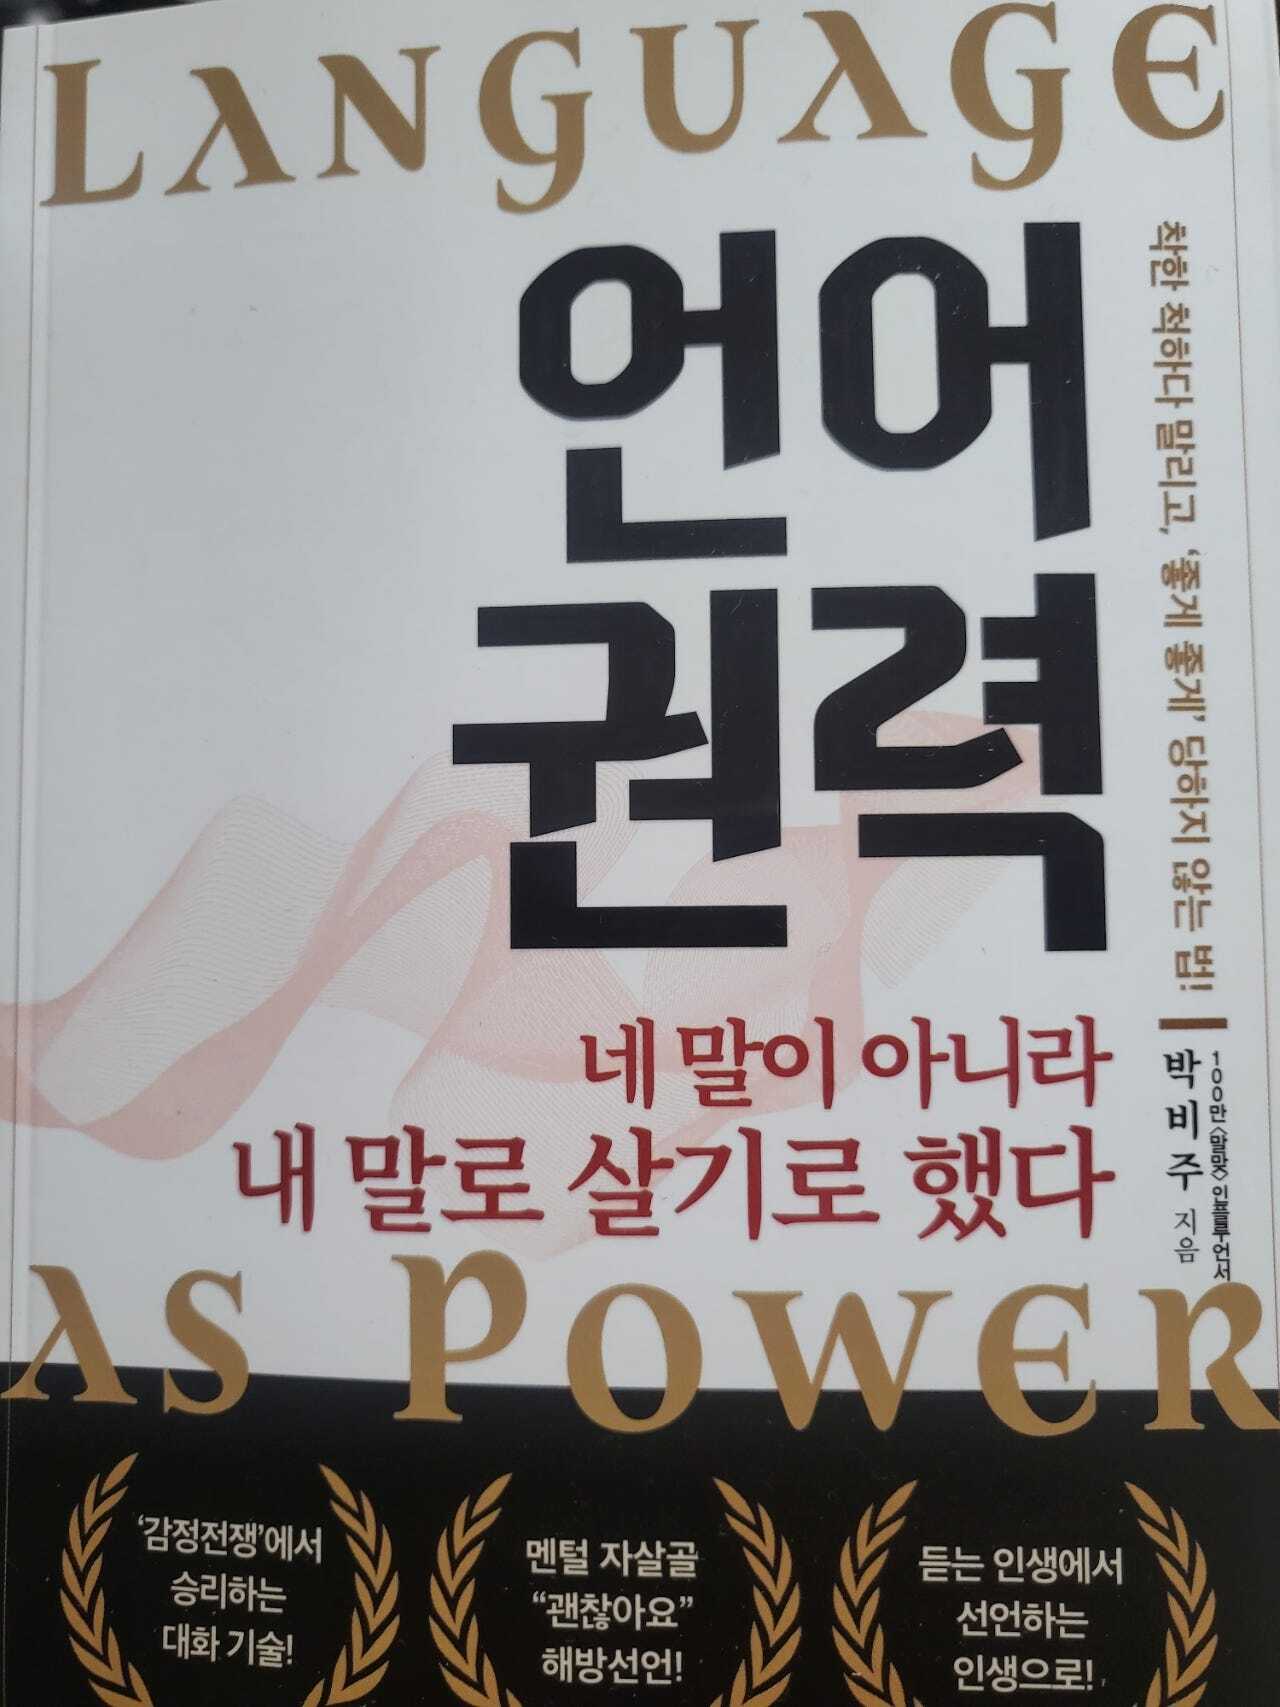 LANGUAGE
언어
권력
착한 척하다 말리고, ‘좋게 좋게’ 당하지 않는 법!
100만 〈말맛〉 인플루언서
박비주 지음
네 말이 아니라
내 말로 살기로 했다
AS POWER
‘감정전쟁’에서
승리하는
대화 기술!
멘털 자살골
“괜찮아요”
해방선언!
듣는 인생에서
선언하는
인생으로!